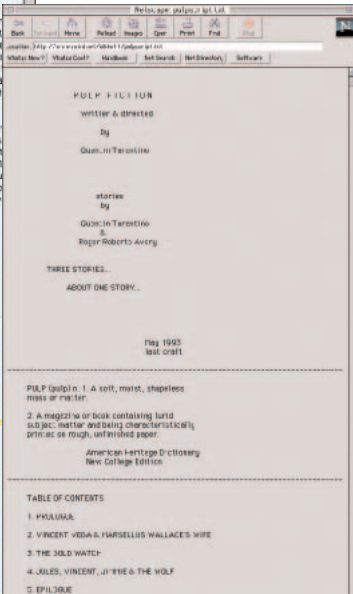 Netscape: pulpscript.txt
Back Forward Home Reload Images Open Print Find Stop
N
Location:
What's New? What's Cool? Handbook Net Search Net Directory Software
PULP FICTION
written & directed
by
Quentin Tarantino
stories
by
Quentin Tarantino
&
Roger Roberts Avary
THREE STORIES...
ABOUT ONE STORY...
May 1993
last draft
PULP (pulp) n. 1. A soft, moist, shapeless
mass or matter.
2. A magazine or book containing lurid
subject matter and being characteristically
printed on rough, unfinished paper.
American Heritage Dictionary
New College Edition
TABLE OF CONTENTS
1. PROLOGUE
2. VINCENT VEGA & MARSELLUS WALLACE'S WIFE
3. THE GOLD WATCH
4. JULES, VINCENT, JIMMIE & THE WOLF
5. EPILOGUE